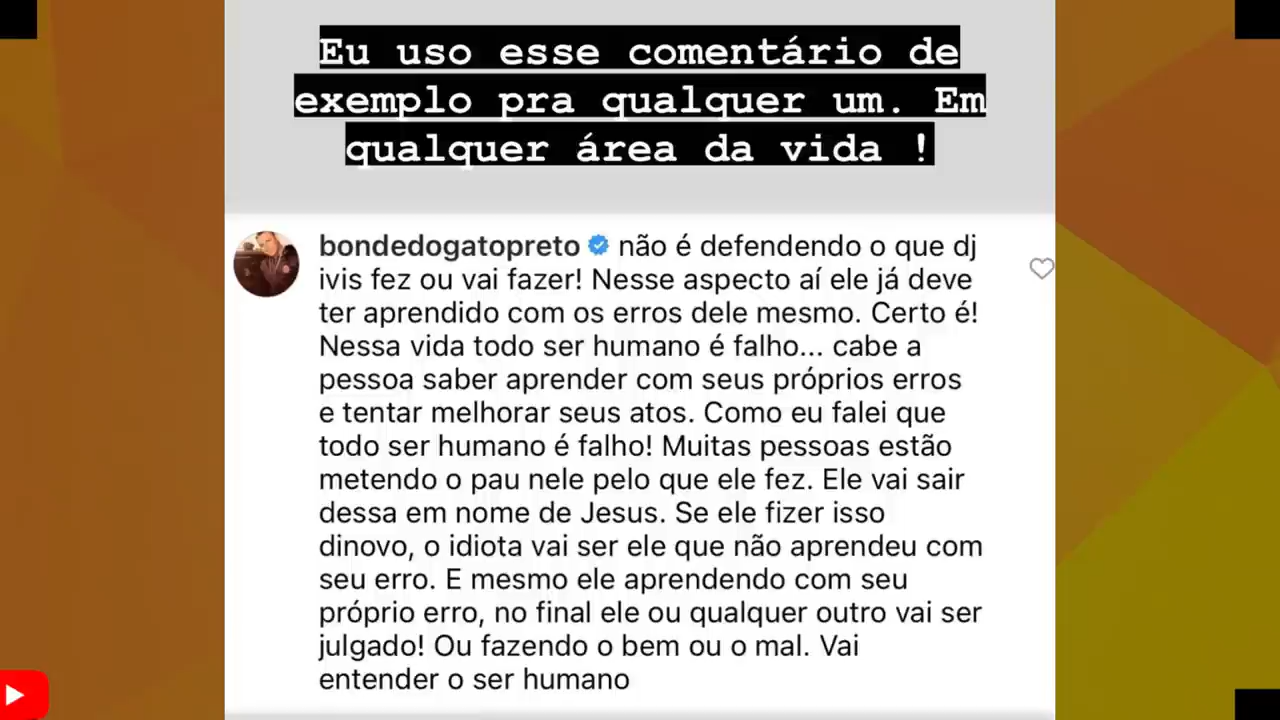 Eu uso esse comentário de
exemplo pra qualquer um. Em
qualquer área da vida !
bondedogatopreto não é defendendo o que dj
ivis fez ou vai fazer! Nesse aspecto aí ele já deve
ter aprendido com os erros dele mesmo. Certo é!
Nessa vida todo ser humano é falho... cabe a
pessoa saber aprender com seus próprios erros
e tentar melhorar seus atos. Como eu falei que
todo ser humano é falho! Muitas pessoas estão
metendo o pau nele pelo que ele fez. Ele vai sair
dessa em nome de Jesus. Se ele fizer isso
dinovo, o idiota vai ser ele que não aprendeu com
seu erro. E mesmo ele aprendendo com seu
próprio erro, no final ele ou qualquer outro vai ser
julgado! Ou fazendo o bem ou o mal. Vai
entender o ser humano